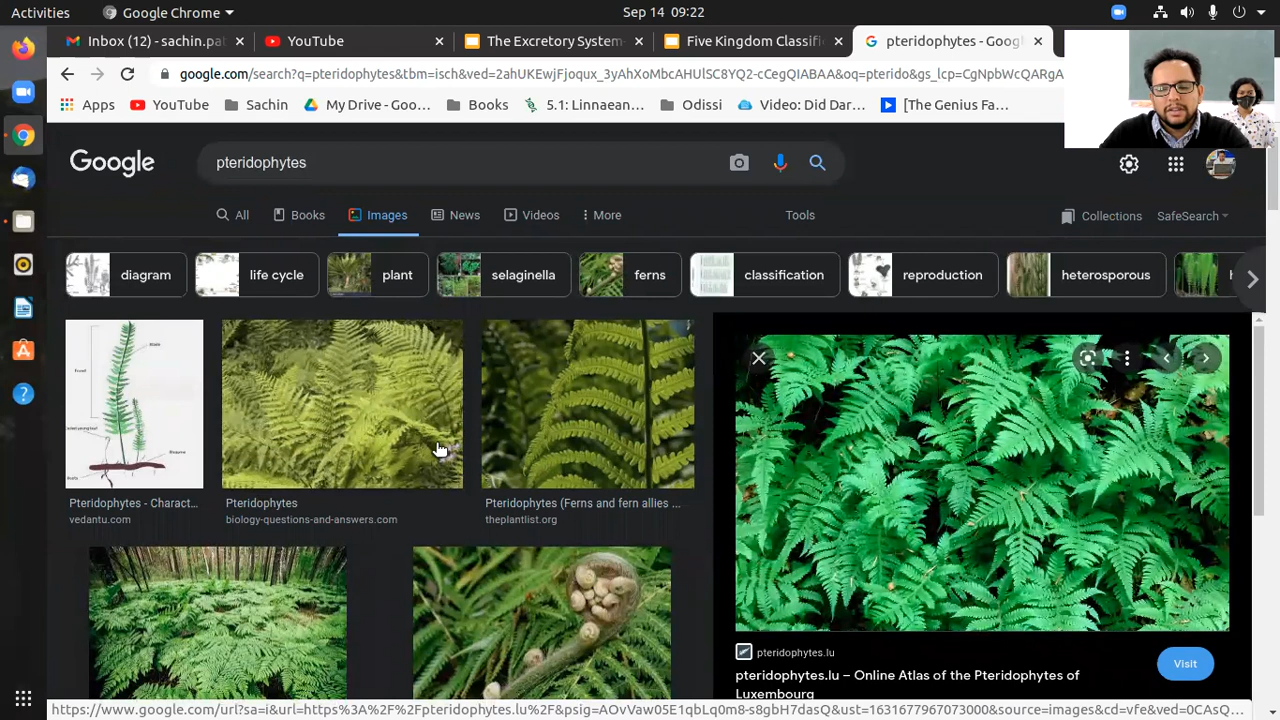 Activities
Google Chrome
Sep 14 09:22
Inbox (12) - sachin.pat
YouTube
The Excretory System-
Five Kingdom Classifi
pteridophytes - Goog
google.com/search?q=pteridophytes&tbm=isch&ved=2ahUKEwjFjoqux_3yAhXoMbcAHUlSC8YQ2-cCegQIABAA&oq=pterido&gs_lcp=CgNpbWcQARgA
Apps
YouTube
Sachin
My Drive - Goo...
Books
5.1: Linnaean...
Odissi
Video: Did Dar...
[The Genius Fa...
Google
pteridophytes
All
Books
Images
News
Videos
More
Tools
Collections
SafeSearch
diagram
life cycle
plant
selaginella
ferns
classification
reproduction
heterosporous
Pteridophytes - Charact...
vedantu.com
Pteridophytes
biology-questions-and-answers.com
Pteridophytes (Ferns and fern allies ...
theplantlist.org
pteridophytes.lu
pteridophytes.lu – Online Atlas of the Pteridophytes of
Luxembourg
Visit
https://www.google.com/url?sa=i&url=https%3A%2F%2Fpteridophytes.lu%2F&psig=AOvVaw05E1qbLq0m8-s8gbH7dasQ&ust=1631677967073000&source=images&cd=vfe&ved=0CAsQ...